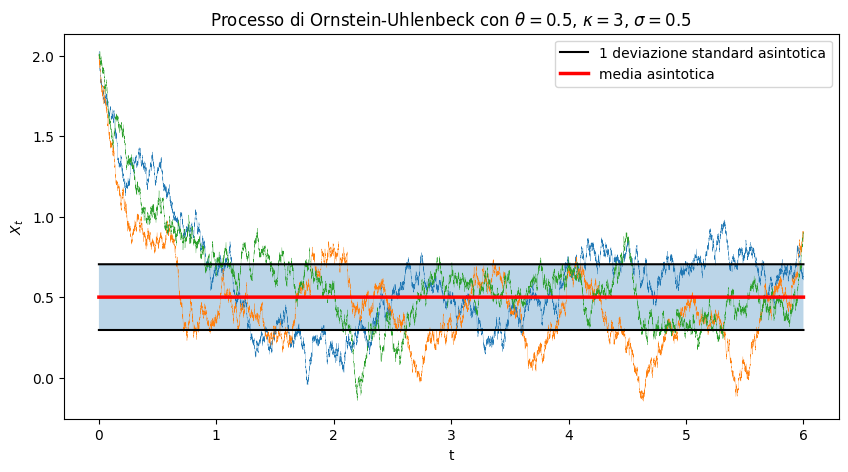 Processo di Ornstein-Uhlenbeck con θ = 0.5, κ = 3, σ = 0.5
1 deviazione standard asintotica
media asintotica
2.0
1.5
1.0
0.5
0.0
x_t
0 1 2 3 4 5 6
t